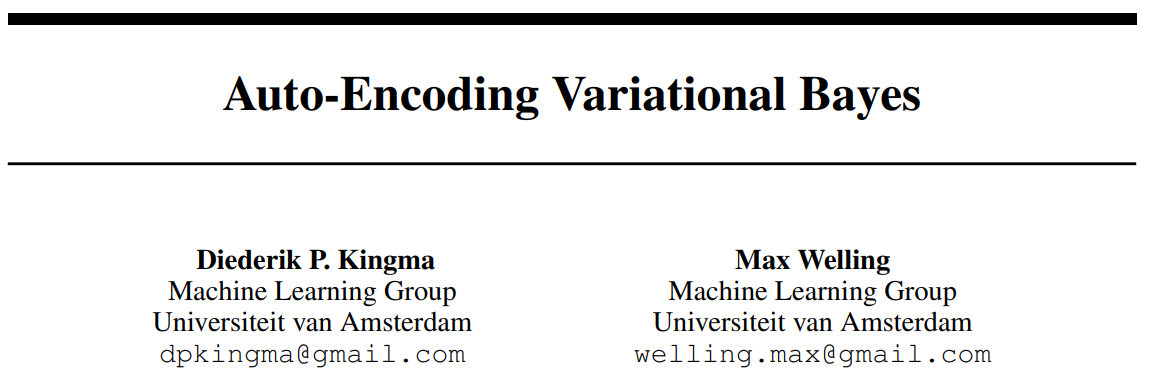 Auto-Encoding Variational Bayes
Diederik P. Kingma
Machine Learning Group
Universiteit van Amsterdam
dpkingma@gmail.com
Max Welling
Machine Learning Group
Universiteit van Amsterdam
welling.max@gmail.com